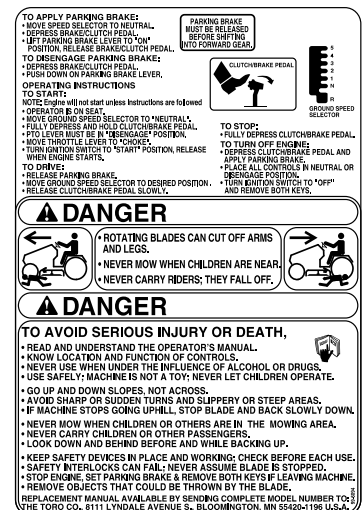 TO APPLY PARKING BRAKE:
• MOVE SPEED SELECTOR TO NEUTRAL.
• DEPRESS BRAKE/CLUTCH PEDAL.
• LIFT PARKING BRAKE LEVER TO "ON"
POSITION, RELEASE BRAKE/CLUTCH PEDAL.
TO DISENGAGE PARKING BRAKE:
• DEPRESS BRAKE/CLUTCH PEDAL.
• PUSH DOWN ON PARKING BRAKE LEVER.
OPERATING INSTRUCTIONS
TO START:
NOTE: Engine will not start unless instructions are followed
• OPERATOR IS ON SEAT.
• MOVE GROUND SPEED SELECTOR TO "NEUTRAL".
• FULLY DEPRESS AND HOLD CLUTCH/BRAKE PEDAL.
• PTO LEVER MUST BE IN "DISENGAGE" POSITION.
• MOVE THROTTLE LEVER TO "CHOKE".
• TURN IGNITION SWITCH TO "START" POSITION, RELEASE
WHEN ENGINE STARTS.
TO DRIVE:
• RELEASE PARKING BRAKE.
• MOVE GROUND SPEED SELECTOR TO DESIRED POSITION.
• RELEASE CLUTCH/BRAKE PEDAL SLOWLY.
PARKING BRAKE
MUST BE RELEASED
BEFORE SHIFTING
INTO FORWARD GEAR.
CLUTCH/BRAKE PEDAL
5
4
3
2
1
N
R
GROUND SPEED
SELECTOR
TO STOP:
• FULLY DEPRESS CLUTCH/BRAKE PEDAL.
TO TURN OFF ENGINE:
• DEPRESS CLUTCH/BRAKE PEDAL AND
APPLY PARKING BRAKE.
• PLACE ALL CONTROLS IN NEUTRAL OR
DISENGAGE POSITION.
• TURN IGNITION SWITCH TO "OFF"
AND REMOVE BOTH KEYS.
DANGER
• ROTATING BLADES CAN CUT OFF ARMS
AND LEGS.
• NEVER MOW WHEN CHILDREN ARE NEAR.
• NEVER CARRY RIDERS; THEY FALL OFF.
DANGER
TO AVOID SERIOUS INJURY OR DEATH,
• READ AND UNDERSTAND THE OPERATOR'S MANUAL.
• KNOW LOCATION AND FUNCTION OF CONTROLS.
• NEVER USE WHEN UNDER THE INFLUENCE OF ALCOHOL OR DRUGS.
• USE SAFELY; MACHINE IS NOT A TOY; NEVER LET CHILDREN OPERATE.
• GO UP AND DOWN SLOPES, NOT ACROSS.
• AVOID SHARP OR SUDDEN TURNS AND SLIPPERY OR STEEP AREAS.
• IF MACHINE STOPS GOING UPHILL, STOP BLADE AND BACK SLOWLY DOWN.
• NEVER MOW WHEN CHILDREN OR OTHERS ARE IN THE MOWING AREA.
• NEVER CARRY CHILDREN OR OTHER PASSENGERS.
• LOOK DOWN AND BEHIND BEFORE AND WHILE BACKING UP.
• KEEP SAFETY DEVICES IN PLACE AND WORKING; CHECK BEFORE EACH USE.
• SAFETY INTERLOCKS CAN FAIL; NEVER ASSUME BLADE IS STOPPED.
• STOP ENGINE, SET PARKING BRAKE & REMOVE BOTH KEYS IF LEAVING MACHINE.
• REMOVE OBJECTS THAT COULD BE THROWN BY THE BLADE.
REPLACEMENT MANUAL AVAILABLE BY SENDING COMPLETE MODEL NUMBER TO:
THE TORO CO., 8111 LYNDALE AVENUE S., BLOOMINGTON, MN 55420-1196 U.S.A.